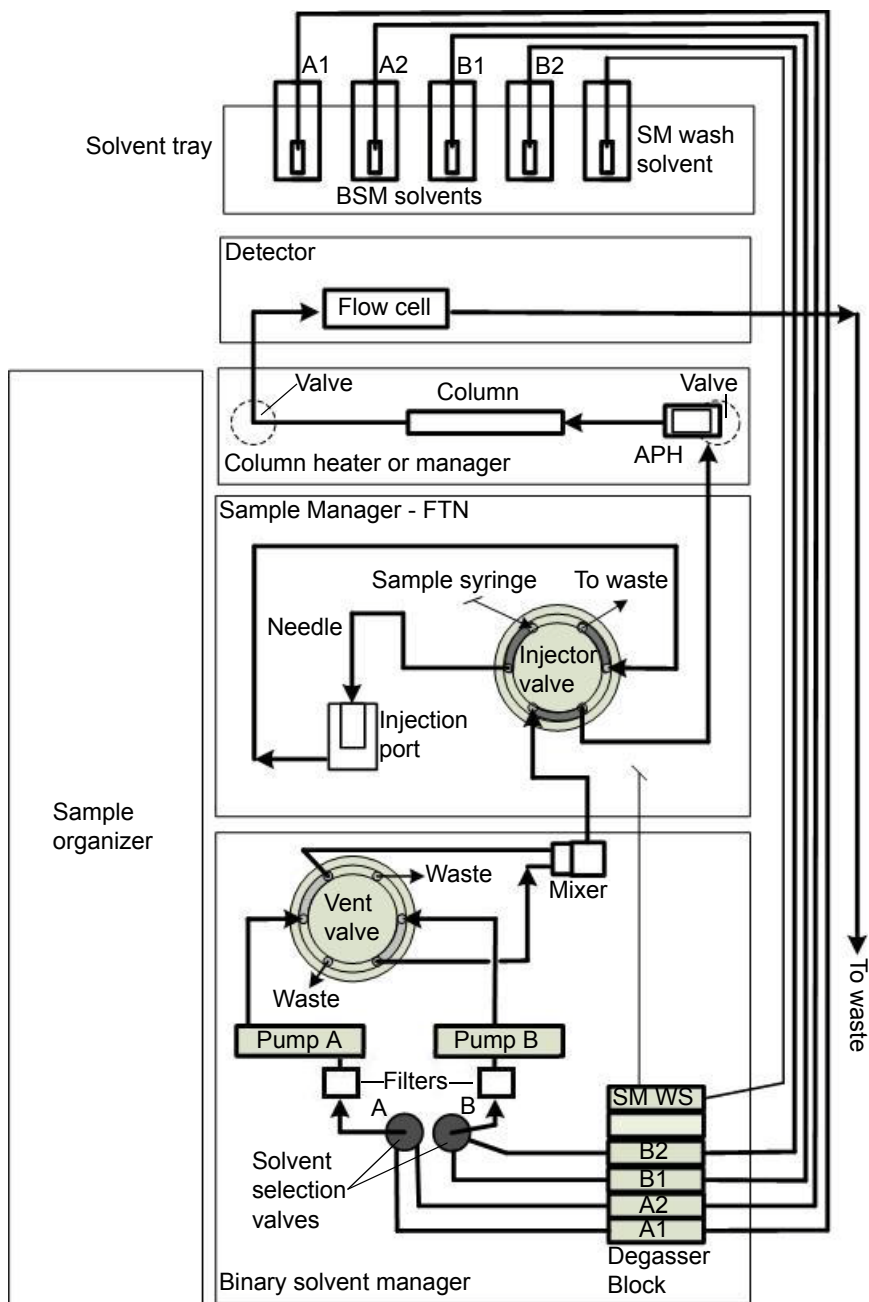 A1
A2
B1
B2
Solvent tray
SM wash
solvent
BSM solvents
Detector
Flow cell
Valve
Column
Valve
APH
Column heater or manager
Sample Manager - FTN
Sample syringe
To waste
Needle
Injector
valve
Injection
port
Sample
organizer
Waste
Mixer
Vent
valve
Waste
To waste
Pump A
Pump B
Filters
A
B
SM WS
B2
B1
A2
A1
Solvent
selection
valves
Degasser
Block
Binary solvent manager